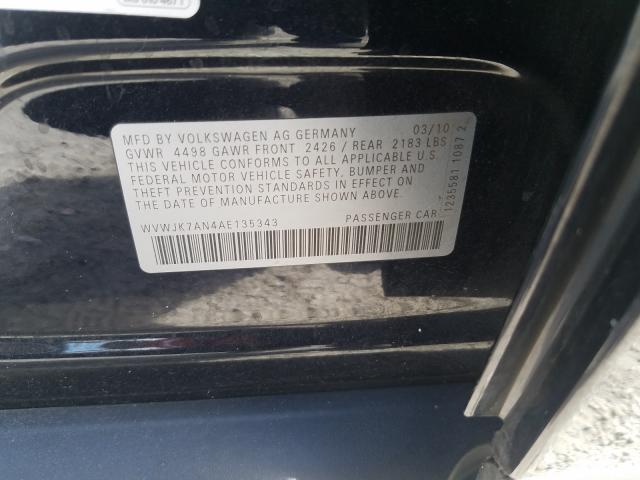 MFD BY VOLKSWAGEN AG GERMANY 03/10
GVWR 4498 GAWR FRONT 2426 / REAR 2183 LBS
THIS VEHICLE CONFORMS TO ALL APPLICABLE U.S.
FEDERAL MOTOR VEHICLE SAFETY, BUMPER AND
THEFT PREVENTION STANDARDS IN EFFECT ON
THE DATE OF MANUFACTURE SHOWN ABOVE.
WVWJK7AN4AE135343 PASSENGER CAR
1235581 1087 2